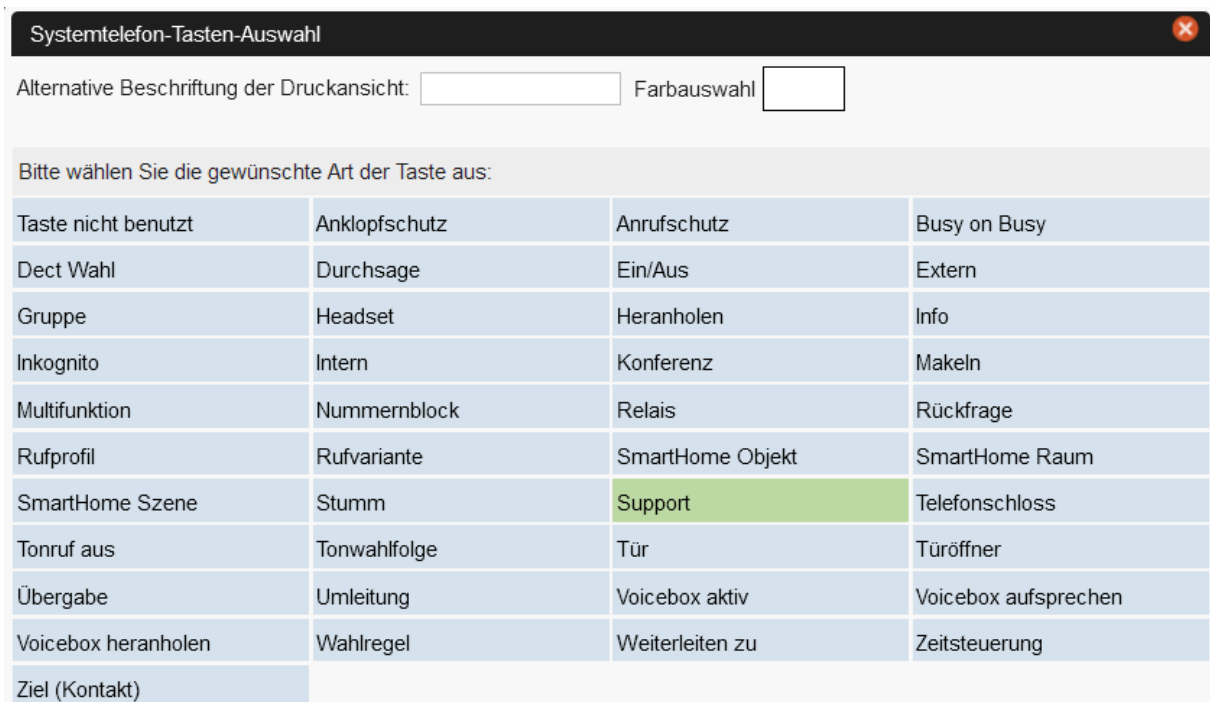 Systemtelefon-Tasten-Auswahl
Alternative Beschriftung der Druckansicht: Farbauswahl
Bitte wählen Sie die gewünschte Art der Taste aus:
Taste nicht benutzt Anklopfschutz Anrufschutz Busy on Busy
Dect Wahl Durchsage Ein/Aus Extern
Gruppe Headset Heranholen Info
Inkognito Intern Konferenz Makeln
Multifunktion Nummernblock Relais Rückfrage
Rufprofil Rufvariante SmartHome Objekt SmartHome Raum
SmartHome Szene Stumm Support Telefonschloss
Tonruf aus Tonwahlfolge Tür Türöffner
Übergabe Umleitung Voicebox aktiv Voicebox aufsprechen
Voicebox heranholen Wahlregel Weiterleiten zu Zeitsteuerung
Ziel (Kontakt)